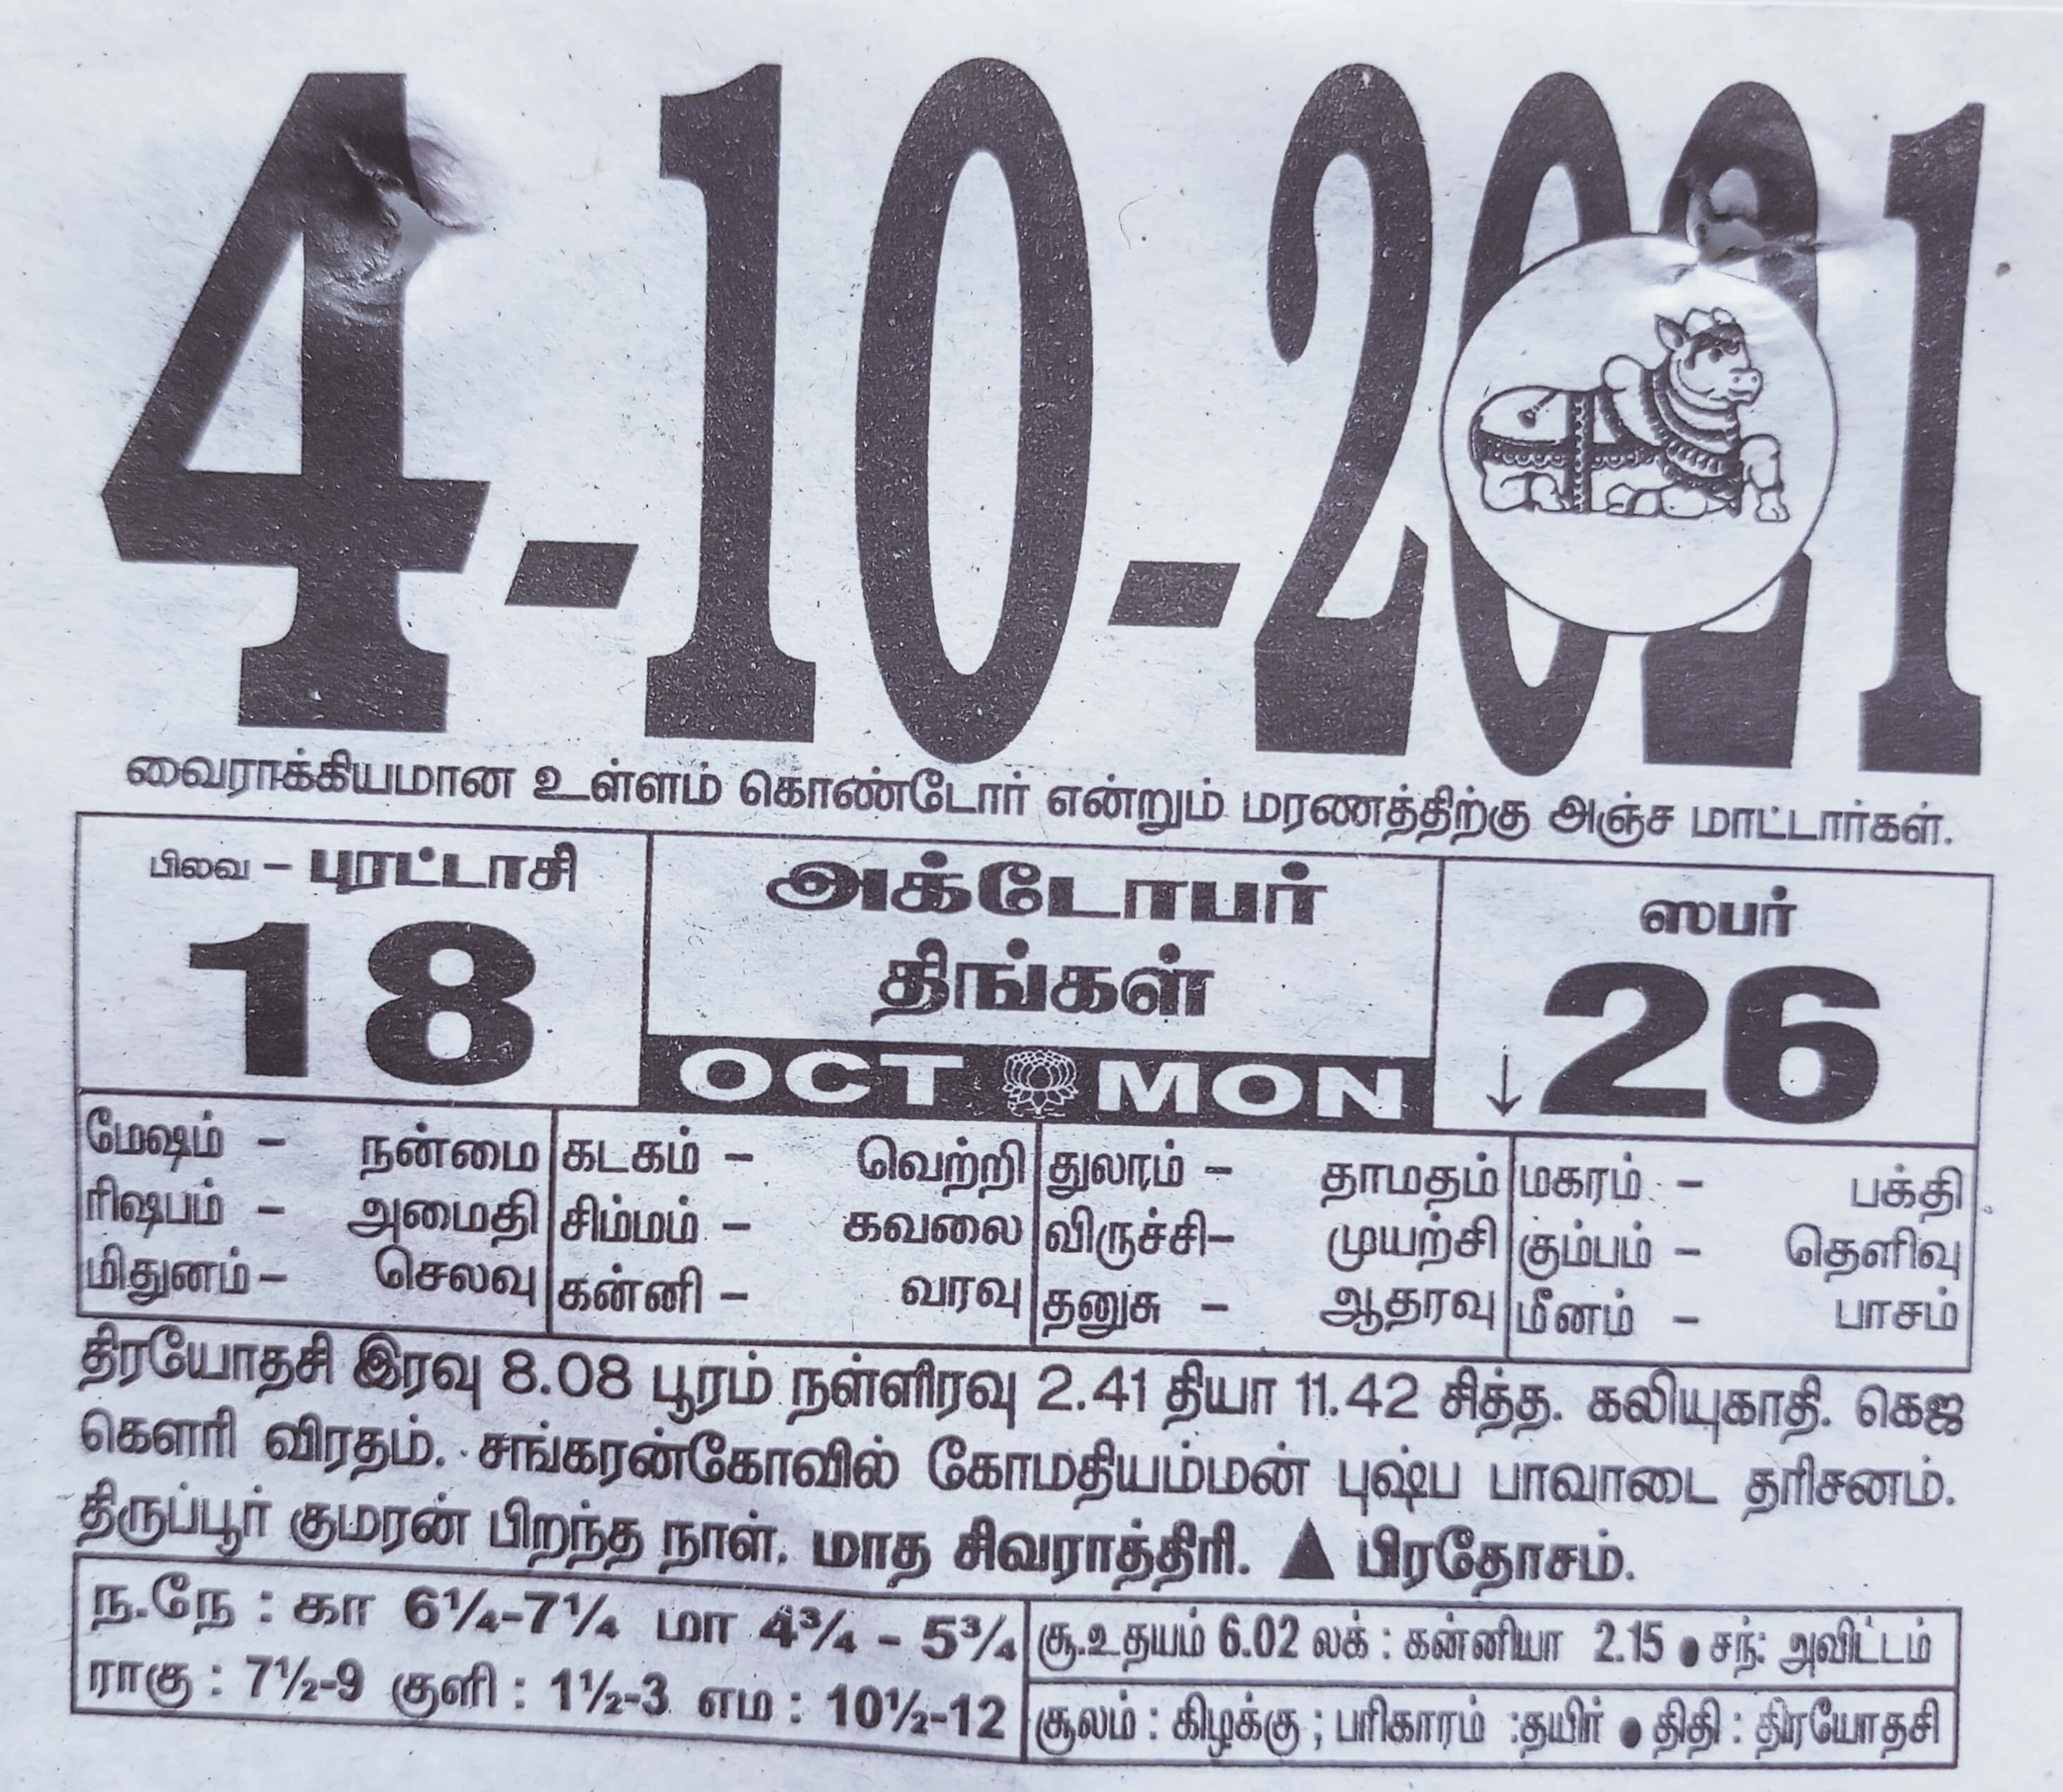 4-10-2021
வைராக்கியமான உள்ளம் கொண்டோர் என்றும் மரணத்திற்கு அஞ்ச மாட்டார்கள்.
பிலவ - புரட்டாசி
18
அக்டோபர்
திங்கள்
OCT MON
ஸபர்
↓26
மேஷம் - நன்மை
ரிஷபம் - அமைதி
மிதுனம் - செலவு
கடகம் - வெற்றி
சிம்மம் - கவலை
கன்னி - வரவு
துலாம் - தாமதம்
விருச்சி- முயற்சி
தனுசு - ஆதரவு
மகரம் - பக்தி
கும்பம் - தெளிவு
மீனம் - பாசம்
திரயோதசி இரவு 8.08 பூரம் நள்ளிரவு 2.41 தியா 11.42 சித்த. கலியுகாதி. கெஜ
கௌரி விரதம். சங்கரன்கோவில் கோமதியம்மன் புஷ்ப பாவாடை தரிசனம்.
திருப்பூர் குமரன் பிறந்த நாள். மாத சிவராத்திரி. ▲ பிரதோசம்.
ந.நே : கா 6¼-7¼ மா 4¾ - 5¾
ராகு : 7½-9 குளி : 1½-3 எம : 10½-12
சூ.உதயம் 6.02 லக் : கன்னியா 2.15 ● சந்: அவிட்டம்
சூலம் : கிழக்கு ; பரிகாரம் :தயிர் ● திதி : திரயோதசி